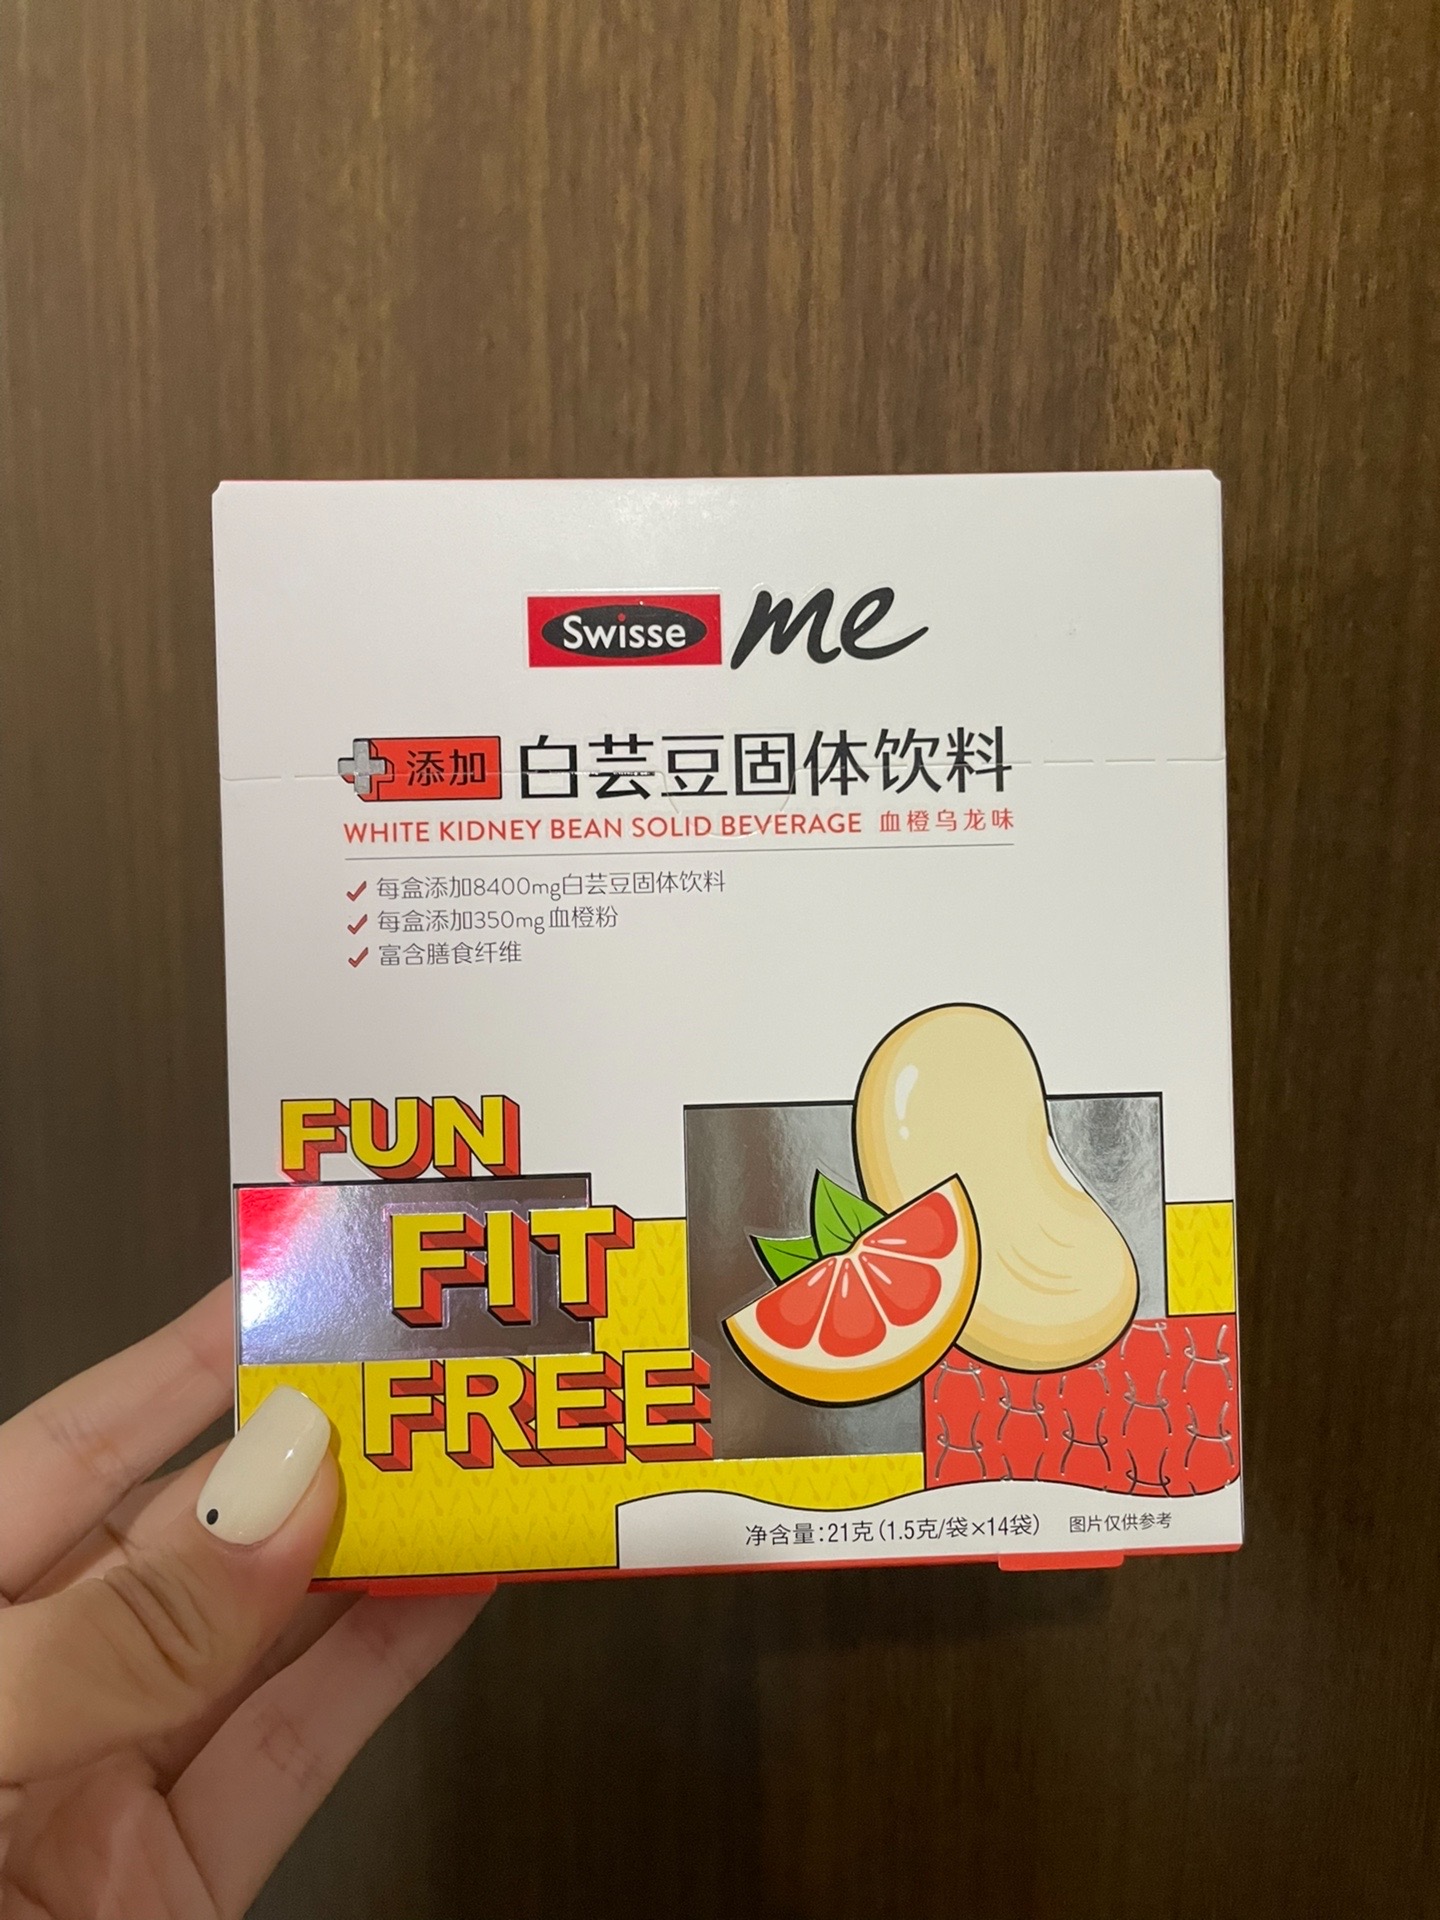 Swisse me
添加 白芸豆固体饮料
WHITE KIDNEY BEAN SOLID BEVERAGE 血橙乌龙味
每盒添加8400mg白芸豆固体饮料
每盒添加350mg血橙粉
富含膳食纤维
FUN
FIT
FREE
净含量:21克(1.5克/袋×14袋) 图片仅供参考